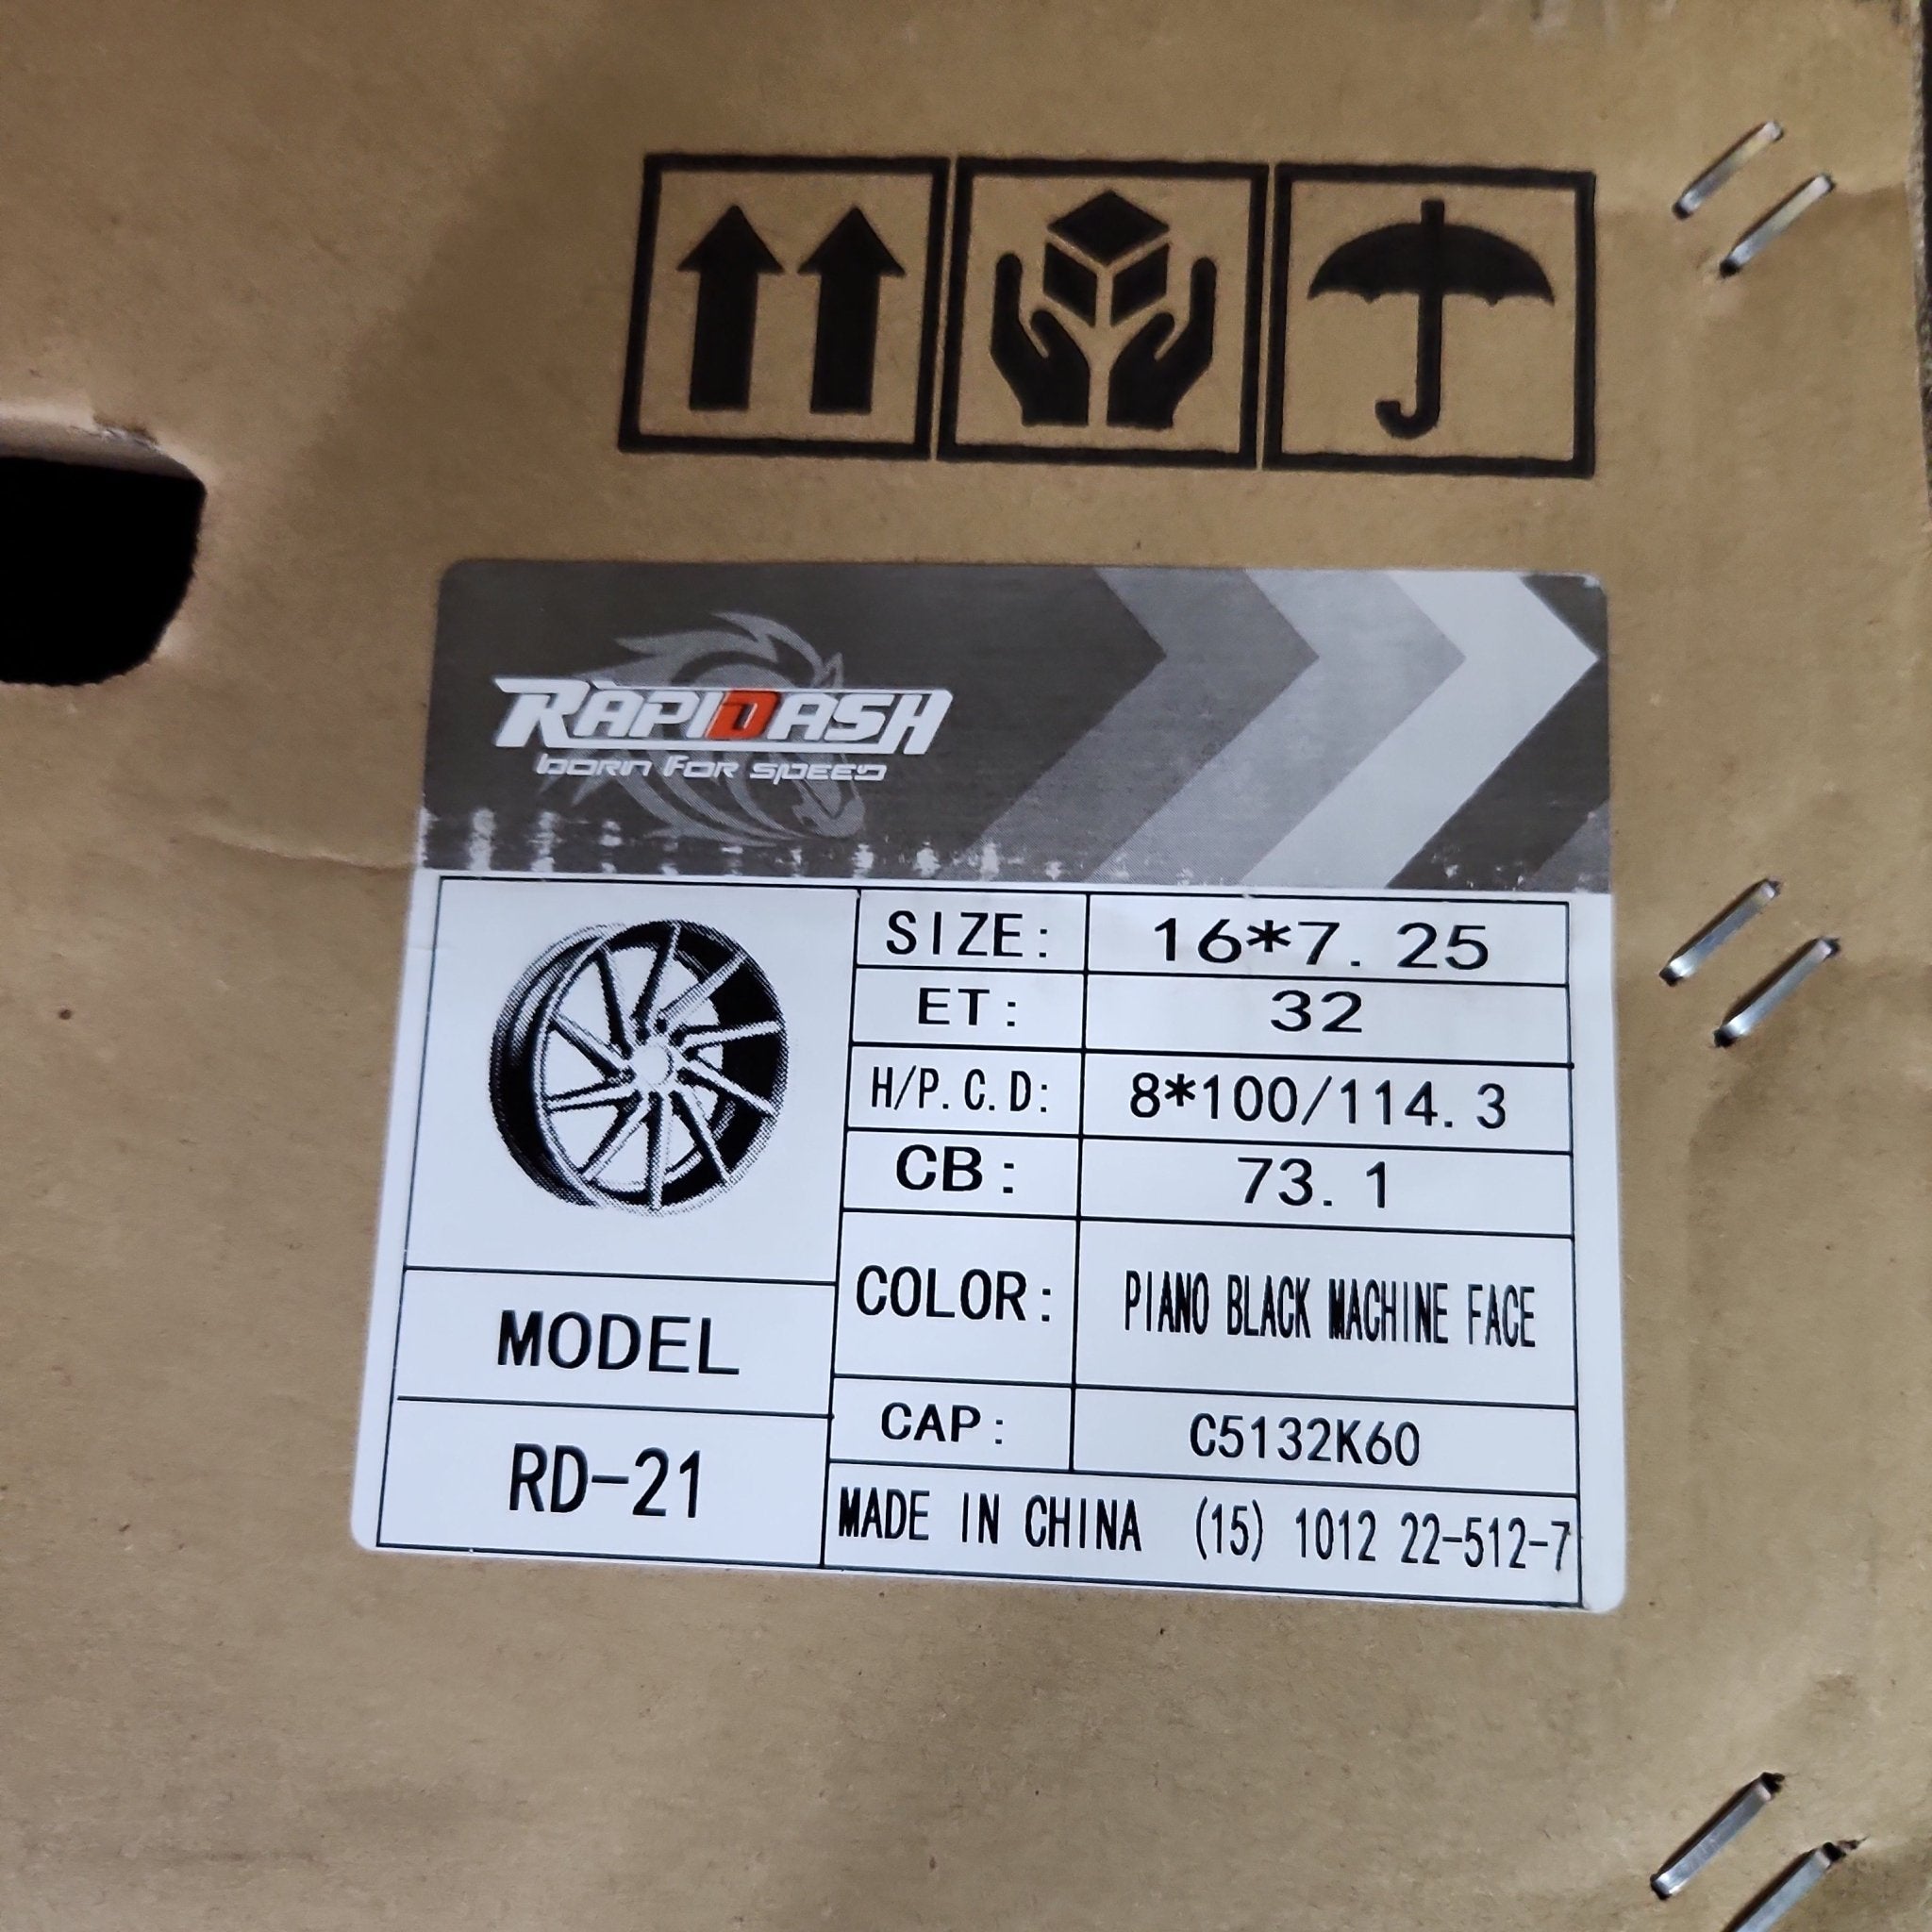 RAPIDASH
born for speed
SIZE: 16*7.25
ET: 32
H/P.C.D: 8*100/114.3
CB: 73.1
COLOR: PIANO BLACK MACHINE FACE
CAP: C5132K60
MADE IN CHINA (15) 1012 22-512-7
MODEL
RD-21